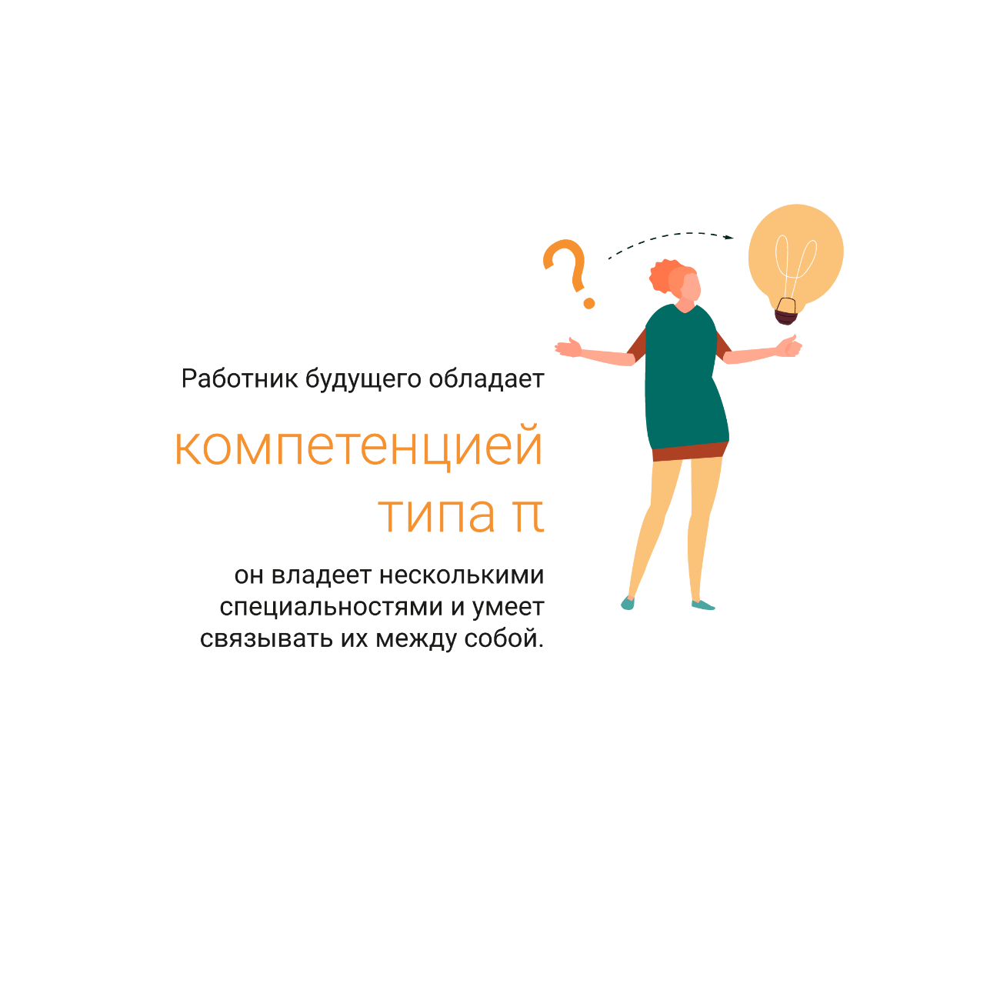 ?
Работник будущего обладает
компетенцией
типа π
он владеет несколькими
специальностями и умеет
связывать их между собой.